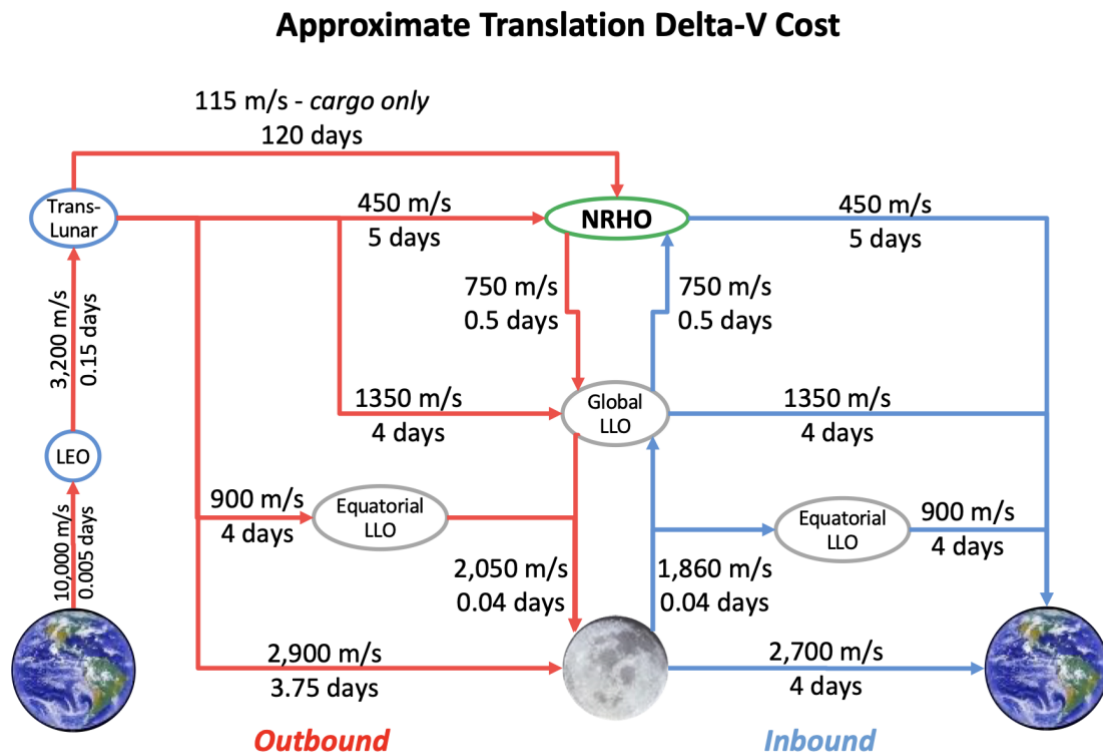 Approximate Translation Delta-V Cost
115 m/s - cargo only
120 days
Trans-
Lunar
450 m/s
5 days
NRHO
450 m/s
5 days
3,200 m/s
0.15 days
750 m/s
0.5 days
750 m/s
0.5 days
1350 m/s
4 days
Global
LLO
1350 m/s
4 days
LEO
900 m/s
4 days
Equatorial
LLO
Equatorial
LLO
900 m/s
4 days
10,000 m/s
0.005 days
2,050 m/s
0.04 days
1,860 m/s
0.04 days
2,900 m/s
3.75 days
2,700 m/s
4 days
Outbound
Inbound